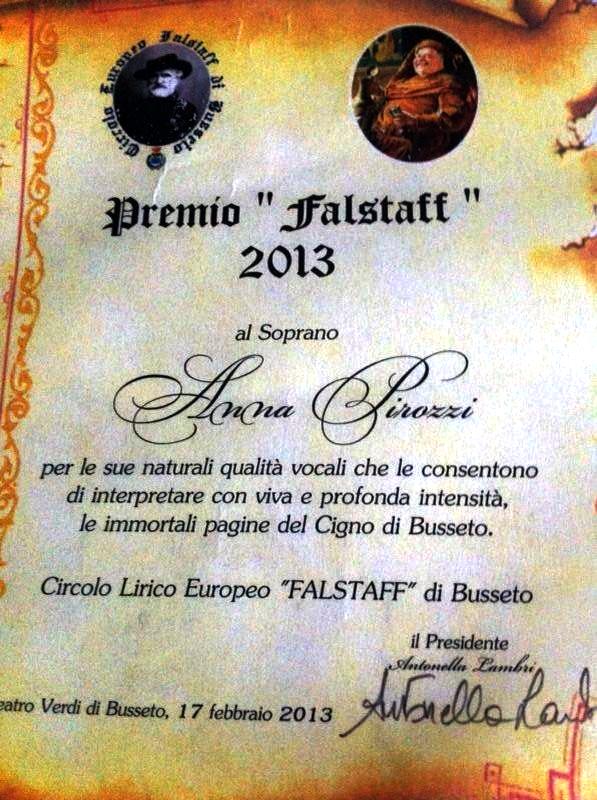 Circolo Europeo Falstaff di Busseto
Premio " Falstaff "
2013
al Soprano
Anna Pirozzi
per le sue naturali qualità vocali che le consentono
di interpretare con viva e profonda intensità,
le immortali pagine del Cigno di Busseto.
Circolo Lirico Europeo "FALSTAFF" di Busseto
il Presidente
Antonella Lambri
Antonella
eatro Verdi di Busseto, 17 febbraio 2013